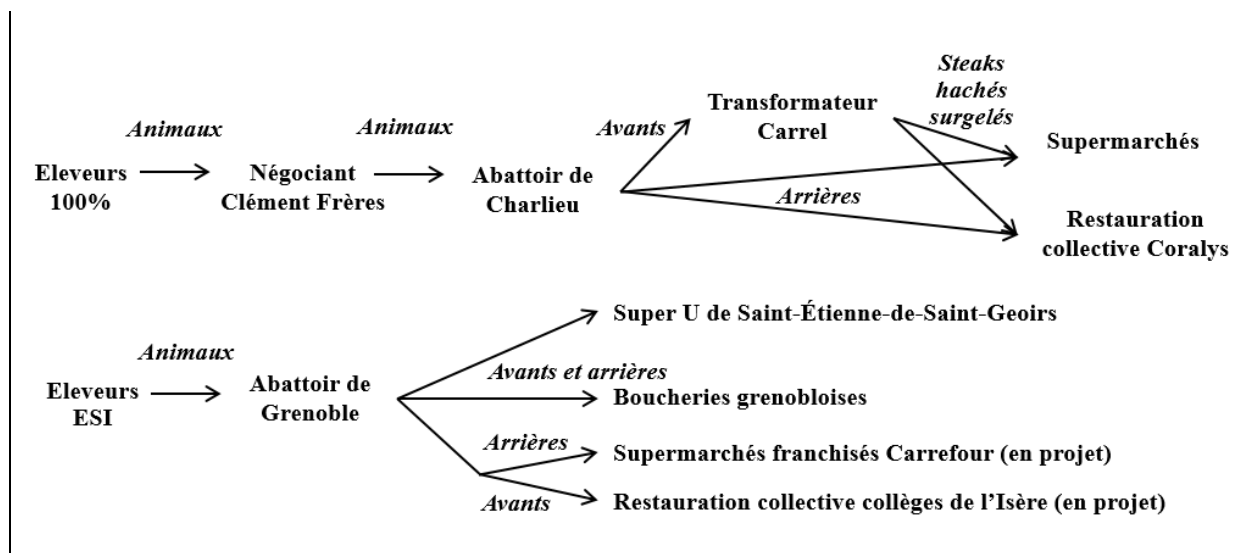 Steaks
hachés
surgelés
Transformateur
Carrel
Animaux
Animaux
Avants
Supermarchés
Eleveurs
100%
Négociant
Clément Frères
Abattoir de
Charlieu
Arrières
Restauration
collective Coralys
Super U de Saint-Étienne-de-Saint-Geoirs
Animaux
Avants et arrières
Eleveurs
ESI
Abattoir de
Grenoble
Boucheries grenobloises
Arrières
Supermarchés franchisés Carrefour (en projet)
Avants
Restauration collective collèges de l'Isère (en projet)